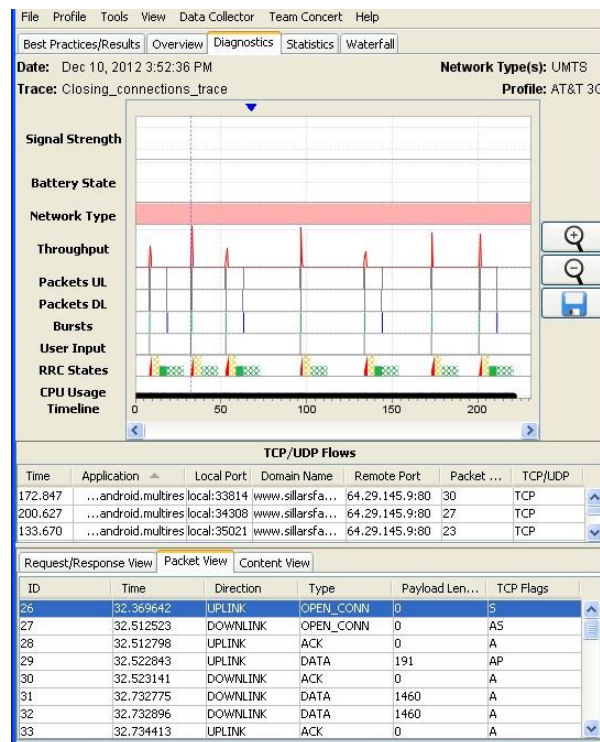 File Profile Tools View Data Collector Team Concert Help
Best Practices/Results Overview Diagnostics Statistics Waterfall
Date: Dec 10, 2012 3:52:36 PM Network Type(s): UMTS
Trace: Closing_connections_trace Profile: AT&T 3G
Signal Strength
Battery State
Network Type
Throughput
Packets UL
Packets DL
Bursts
User Input
RRC States
CPU Usage
Timeline 0 50 100 150 200
TCP/UDP Flows
Time Application Local Port Domain Name Remote Port Packet ... TCP/UDP
172.847 ...android.multires local:33814 www.sillarsfa... 64.29.145.9:80 30 TCP
200.627 ...android.multires local:34308 www.sillarsfa... 64.29.145.9:80 27 TCP
133.670 ...android.multires local:35021 www.sillarsfa... 64.29.145.9:80 23 TCP
Request/Response View Packet View Content View
ID Time Direction Type Payload Len... TCP Flags
26 32.369642 UPLINK OPEN_CONN 0 S
27 32.512523 DOWNLINK OPEN_CONN 0 AS
28 32.512798 UPLINK ACK 0 A
29 32.522843 UPLINK DATA 191 AP
30 32.523141 DOWNLINK ACK 0 A
31 32.732775 DOWNLINK DATA 1460 A
32 32.732896 DOWNLINK DATA 1460 A
33 32.734413 UPLINK ACK 0 A